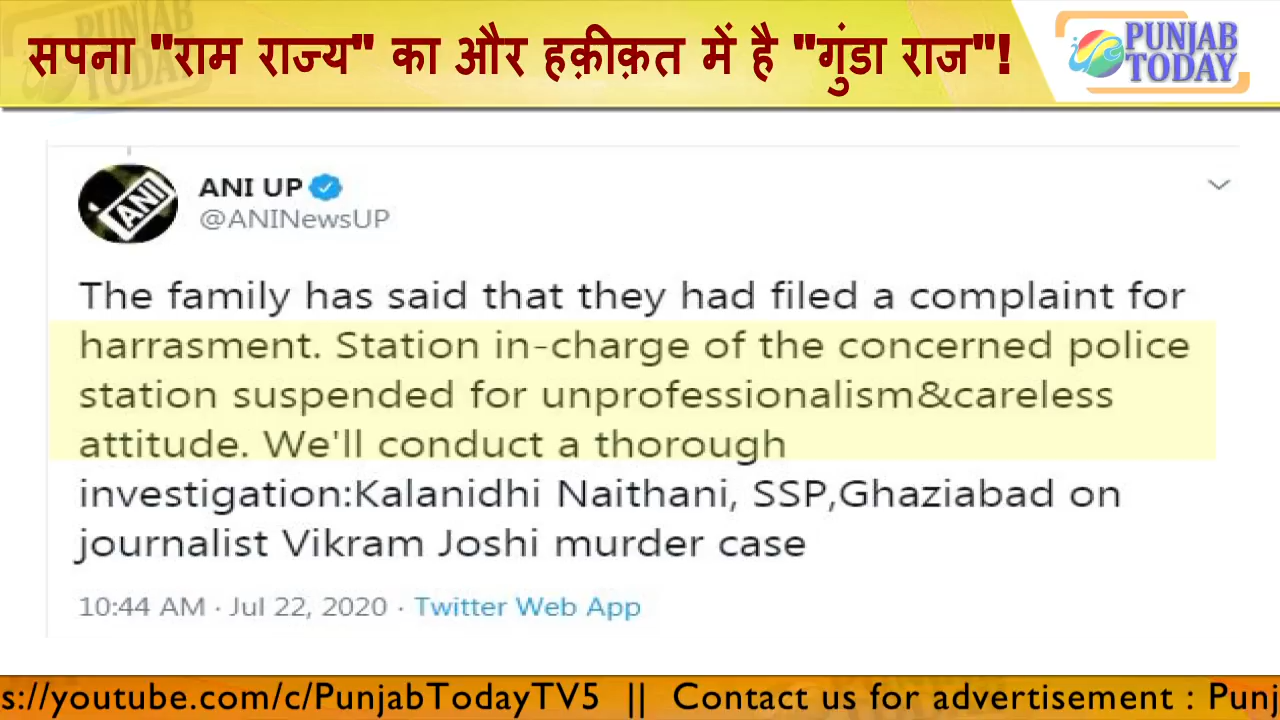 सपना "राम राज्य" का और हक़ीक़त में है "गुंडा राज"!
PUNJAB
TODAY
ANI
ANI UP
@ANINewsUP
The family has said that they had filed a complaint for
harrasment. Station in-charge of the concerned police
station suspended for unprofessionalism&careless
attitude. We'll conduct a thorough
investigation:Kalanidhi Naithani, SSP,Ghaziabad on
journalist Vikram Joshi murder case
10:44 AM · Jul 22, 2020 · Twitter Web App
s://youtube.com/c/PunjabTodayTV5 || Contact us for advertisement : Punj